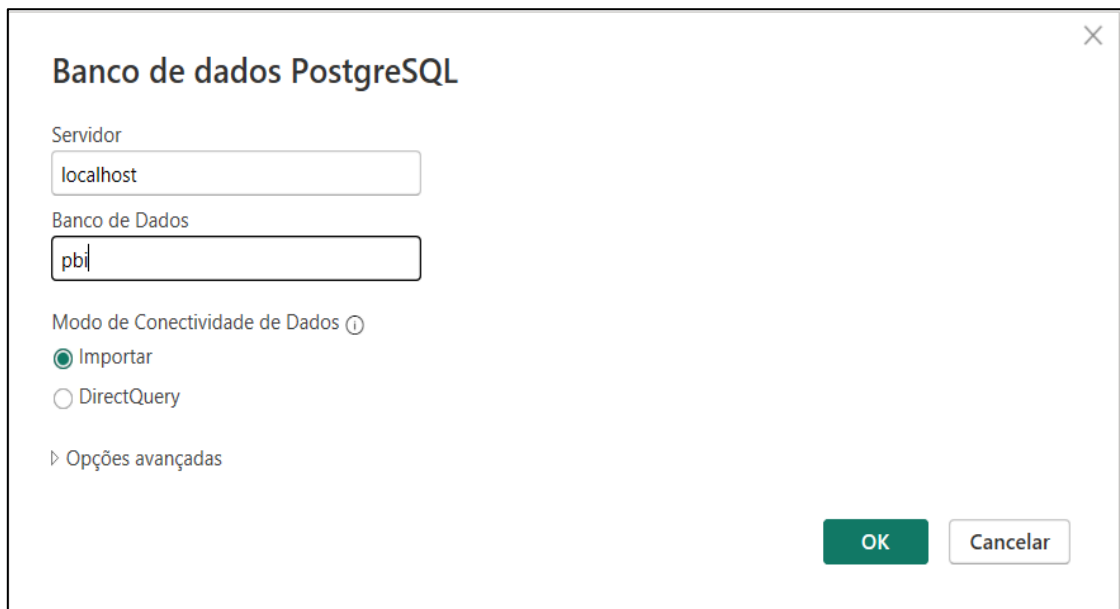 Banco de dados PostgreSQL
Servidor
localhost
Banco de Dados
pbi
Modo de Conectividade de Dados
Importar
DirectQuery
Opções avançadas
OK Cancelar